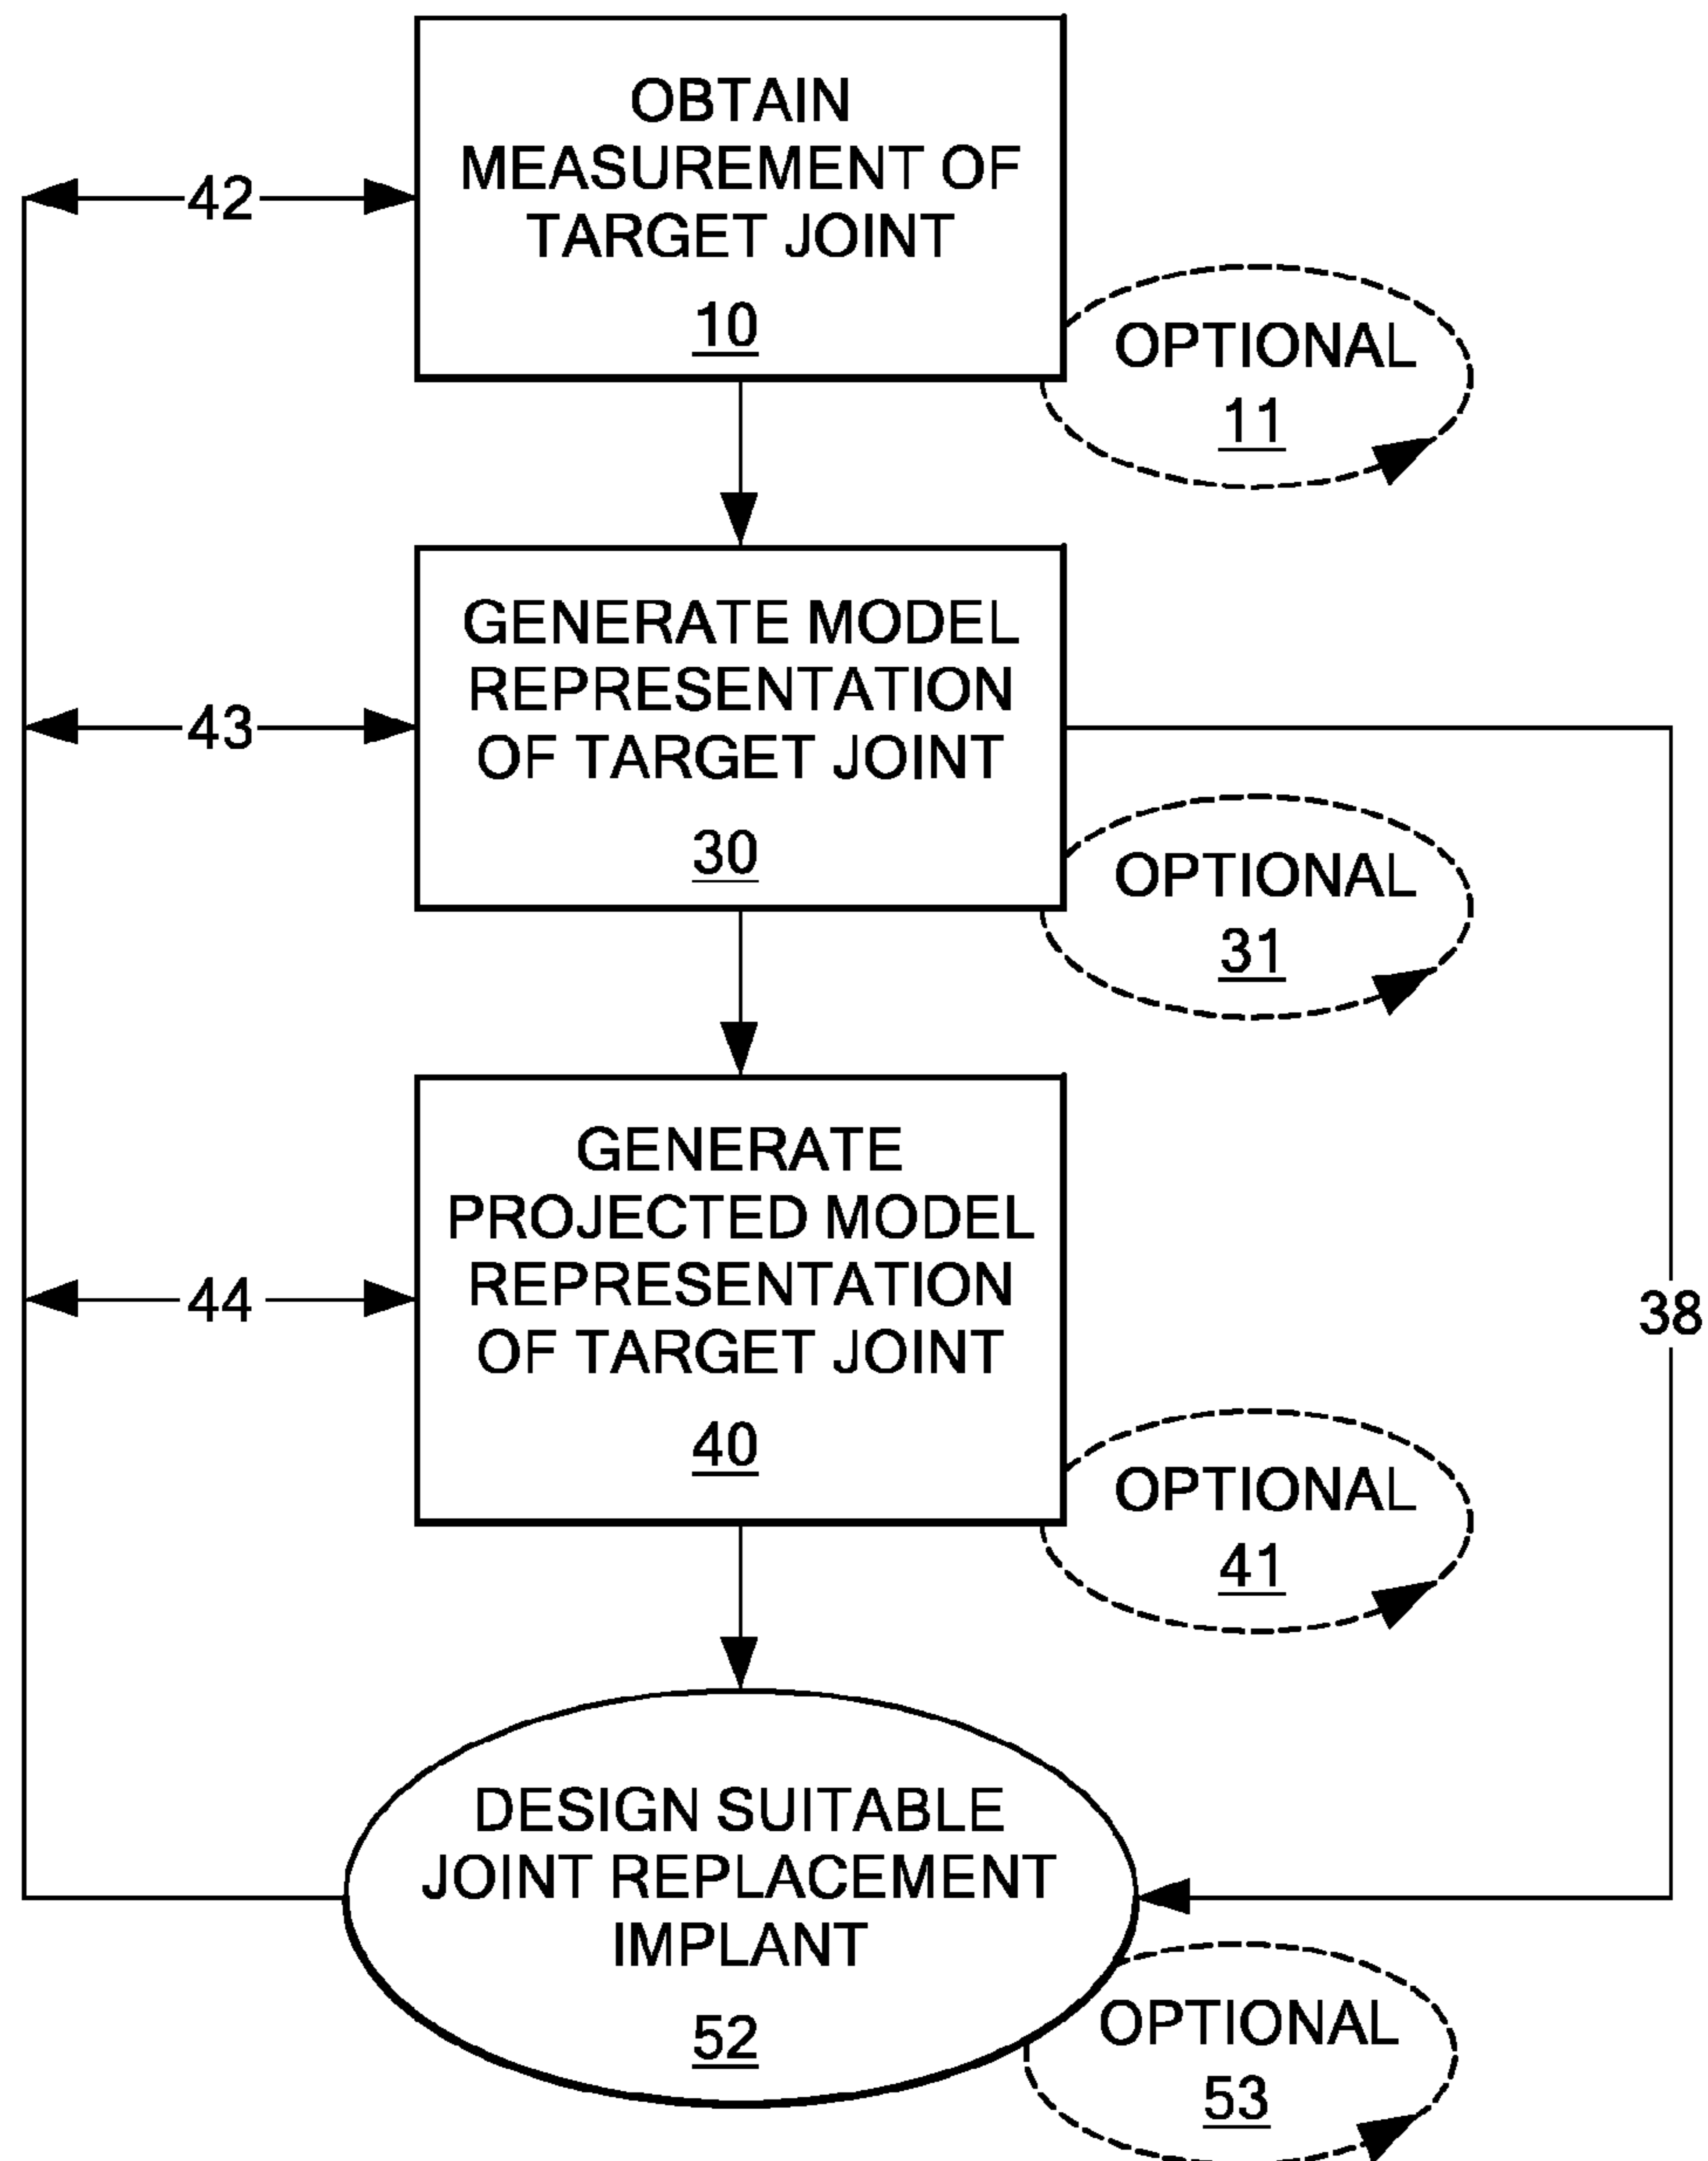 OBTAIN
MEASUREMENT OF
TARGET JOINT
10
42
OPTIONAL
11
GENERATE MODEL
REPRESENTATION
OF TARGET JOINT
30
43
OPTIONAL
31
GENERATE
PROJECTED MODEL
REPRESENTATION
OF TARGET JOINT
40
44
38
OPTIONAL
41
DESIGN SUITABLE
JOINT REPLACEMENT
IMPLANT
52
OPTIONAL
53